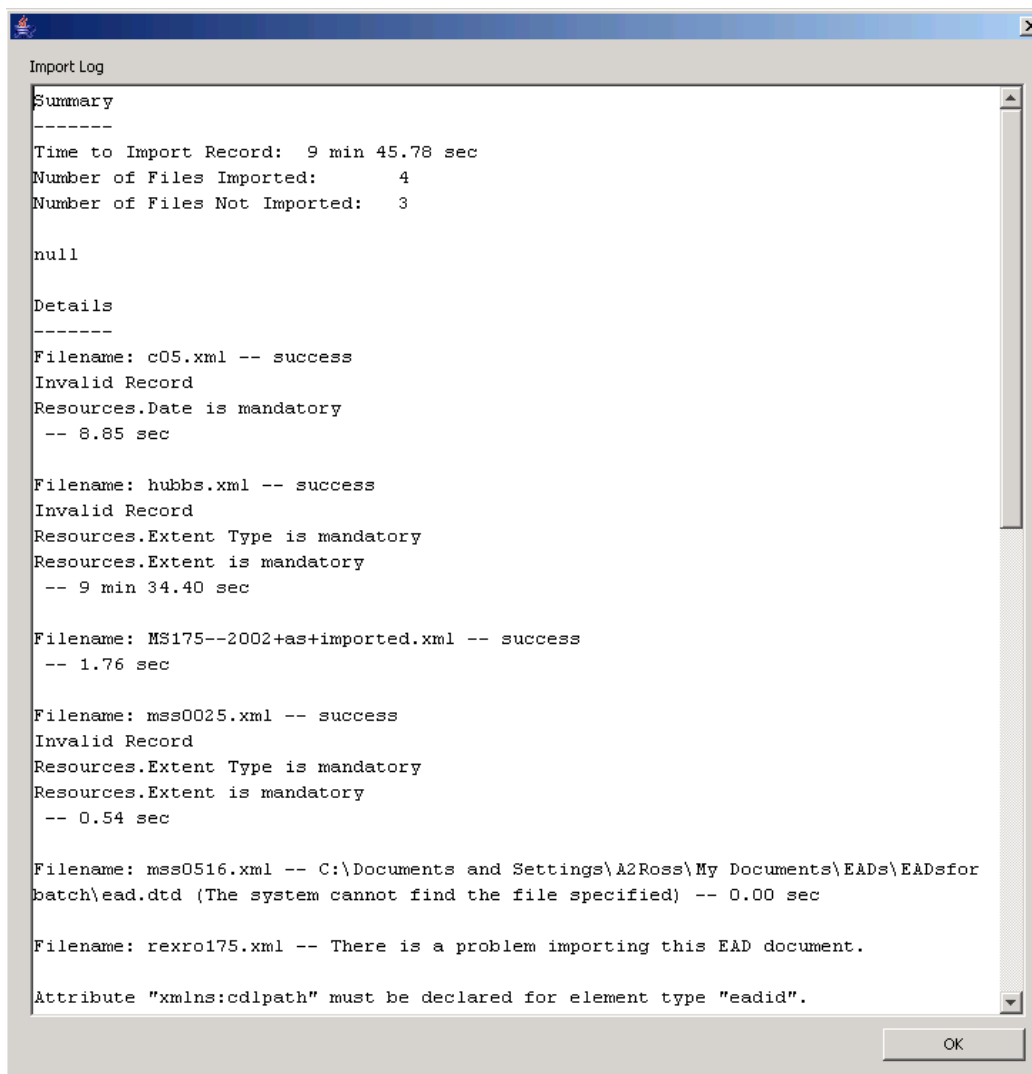 Import Log
Summary
-------
Time to Import Record:  9 min 45.78 sec
Number of Files Imported:        4
Number of Files Not Imported:   3
null
Details
-------
Filename: c05.xml -- success
Invalid Record
Resources.Date is mandatory
 -- 8.85 sec
Filename: hubbs.xml -- success
Invalid Record
Resources.Extent Type is mandatory
Resources.Extent is mandatory
 -- 9 min 34.40 sec
Filename: MS175--2002+as+imported.xml -- success
 -- 1.76 sec
Filename: mss0025.xml -- success
Invalid Record
Resources.Extent Type is mandatory
Resources.Extent is mandatory
 -- 0.54 sec
Filename: mss0516.xml -- C:\Documents and Settings\A2Ross\My Documents\EADs\EADsfor
batch\ead.dtd (The system cannot find the file specified) -- 0.00 sec
Filename: rexro175.xml -- There is a problem importing this EAD document.
Attribute "xmlns:cdlpath" must be declared for element type "eadid".
OK